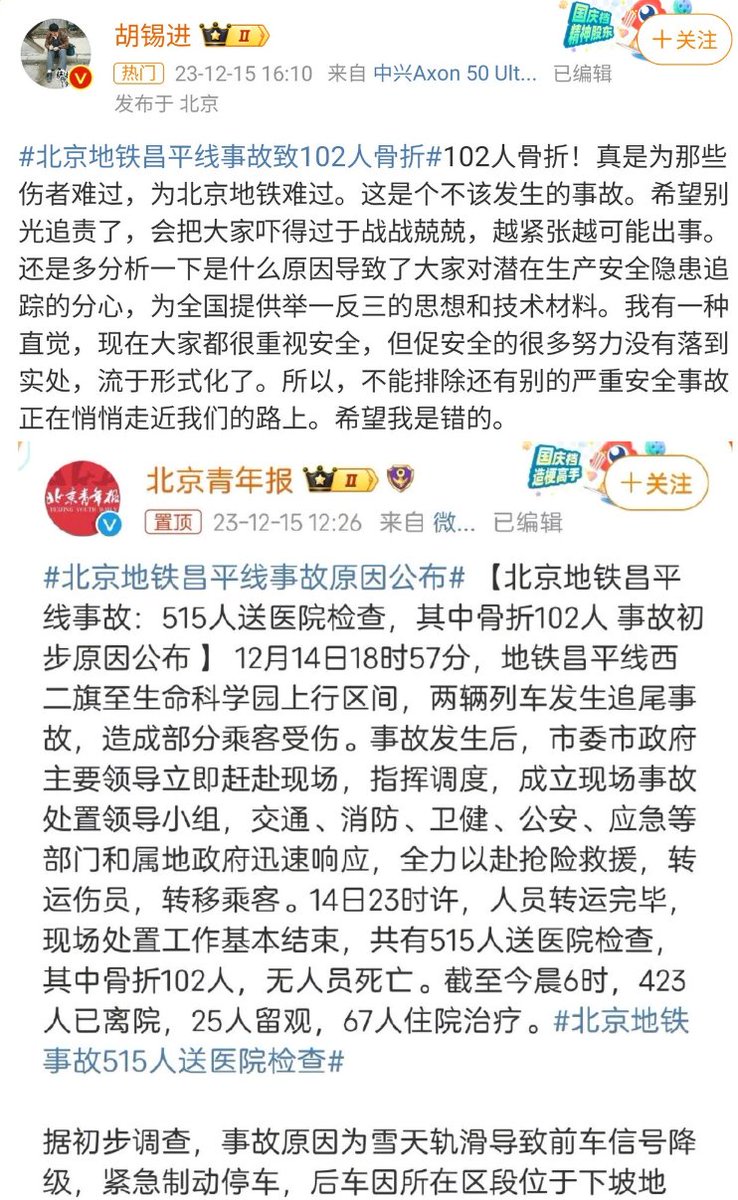 胡锡进 II
国庆档
精神股东
+关注
热门 23-12-15 16:10 来自 中兴Axon 50 Ult... 已编辑
发布于 北京
#北京地铁昌平线事故致102人骨折#102人骨折！真是为那些
伤者难过，为北京地铁难过。这是个不该发生的事故。希望别
光追责了，会把大家吓得过于战战兢兢，越紧张越可能出事。
还是多分析一下是什么原因导致了大家对潜在生产安全隐患追
踪的分心，为全国提供举一反三的思想和技术材料。我有一种
直觉，现在大家都很重视安全，但促安全的很多努力没有落到
实处，流于形式化了。所以，不能排除还有别的严重安全事故
正在悄悄走近我们的路上。希望我是错的。
北京青年报
BEIJING YOUTH DAILY
北京青年报 II
国庆档
造梗高手
+关注
置顶 23-12-15 12:26 来自 微... 已编辑
#北京地铁昌平线事故原因公布# 【北京地铁昌平
线事故：515人送医院检查，其中骨折102人 事故初
步原因公布 】 12月14日18时57分，地铁昌平线西
二旗至生命科学园上行区间，两辆列车发生追尾事
故，造成部分乘客受伤。事故发生后，市委市政府
主要领导立即赶赴现场，指挥调度，成立现场事故
处置领导小组，交通、消防、卫健、公安、应急等
部门和属地政府迅速响应，全力以赴抢险救援，转
运伤员，转移乘客。14日23时许，人员转运完毕，
现场处置工作基本结束，共有515人送医院检查，
其中骨折102人，无人员死亡。截至今晨6时，423
人已离院，25人留观，67人住院治疗。#北京地铁
事故515人送医院检查#
据初步调查，事故原因为雪天轨滑导致前车信号降
级，紧急制动停车，后车因所在区段位于下坡地